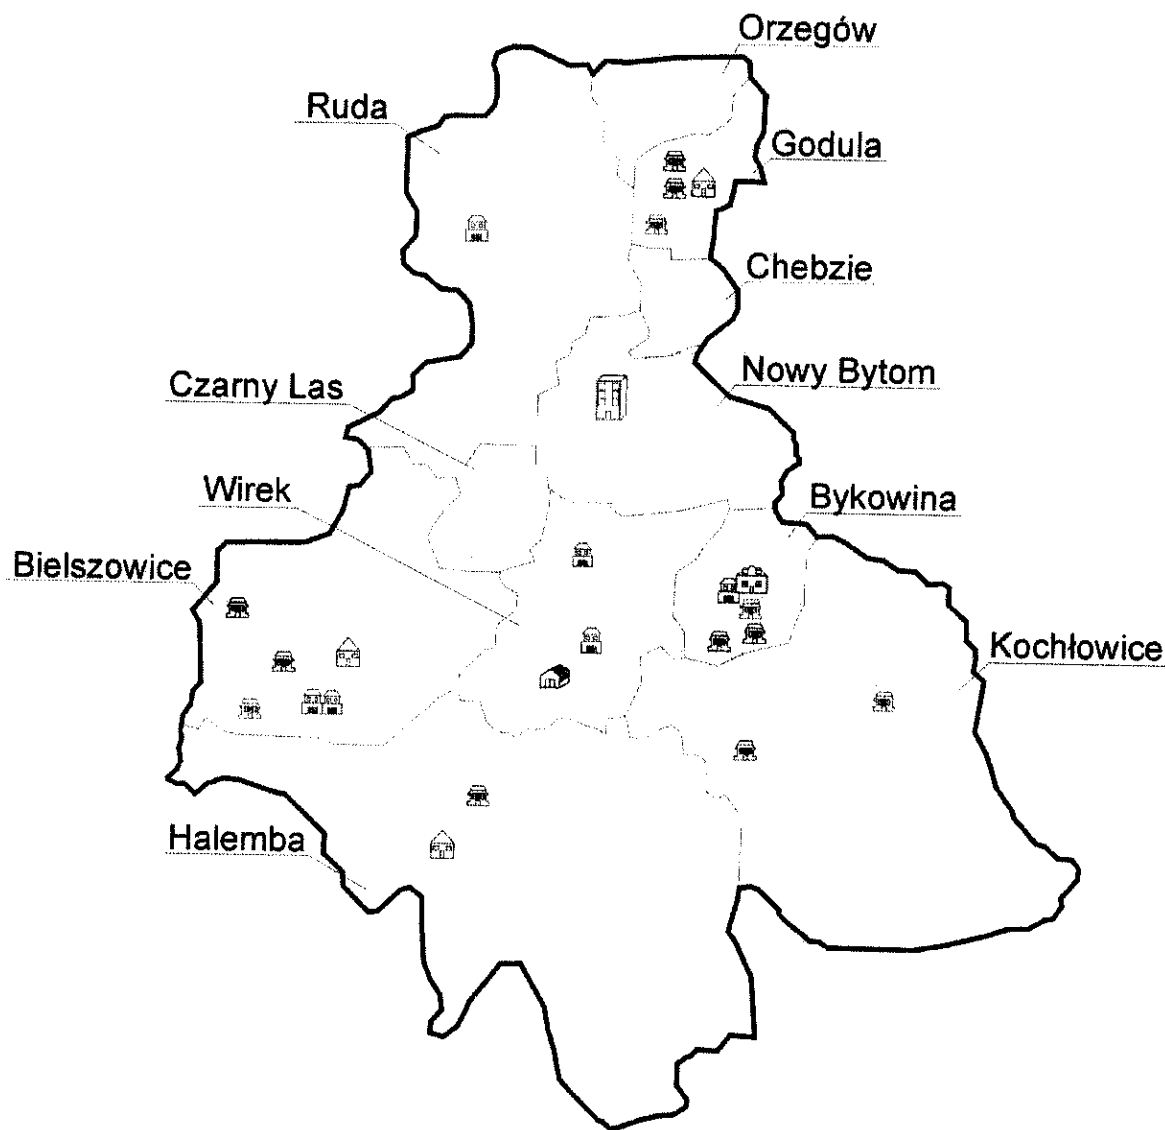 Orzegów
Ruda
Godula
Chebzie
Nowy Bytom
Czarny Las
Wirek
Bykowina
Bielszowice
Kochłowice
Halemba